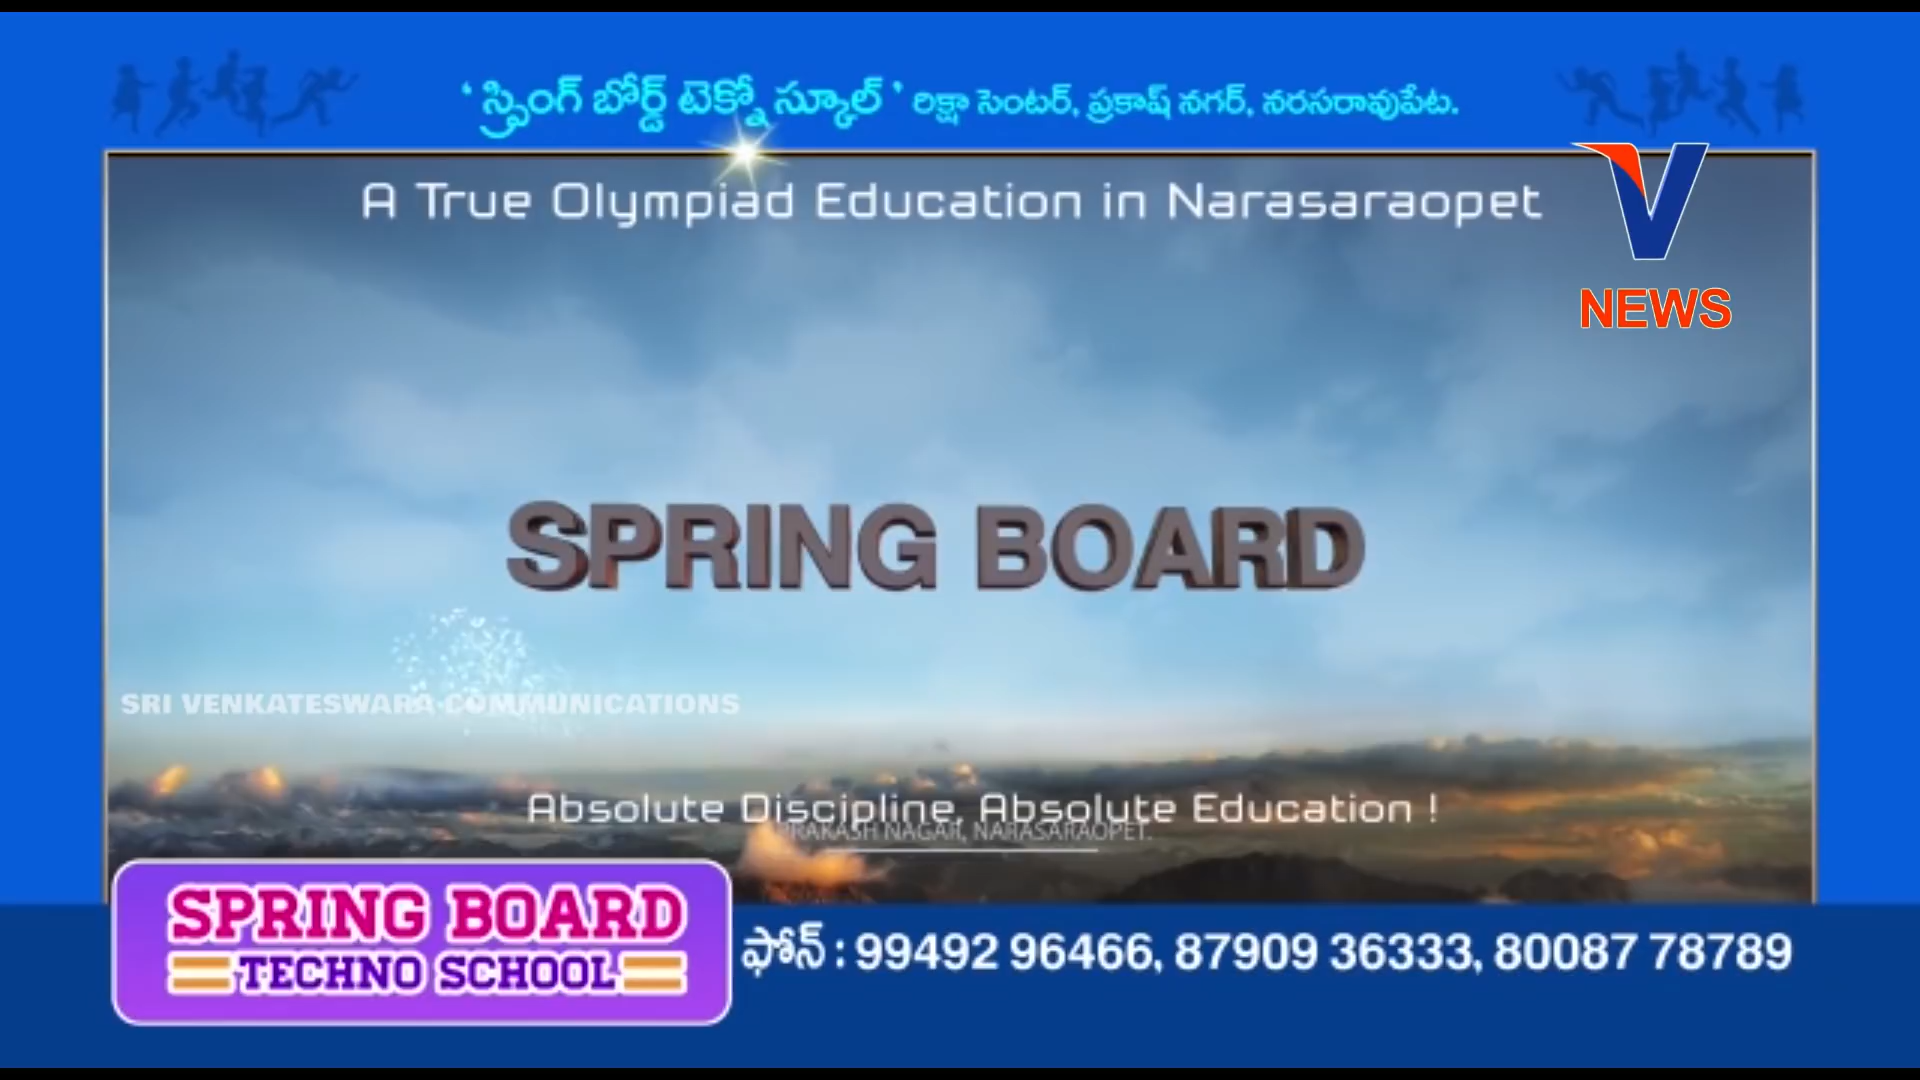 ‘ స్ప్రింగ్ బోర్డ్ టెక్నో స్కూల్ ’ రిక్షా సెంటర్, ప్రకాష్ నగర్, నరసరావుపేట.
A True Olympiad Education in Narasaraopet
V
NEWS
SPRING BOARD
SRI VENKATESWARA COMMUNICATIONS
Absolute Discipline, Absolute Education !
PRAKASH NAGAR, NARASARAOPET.
SPRING BOARD
TECHNO SCHOOL
ఫోన్ : 99492 96466, 87909 36333, 80087 78789